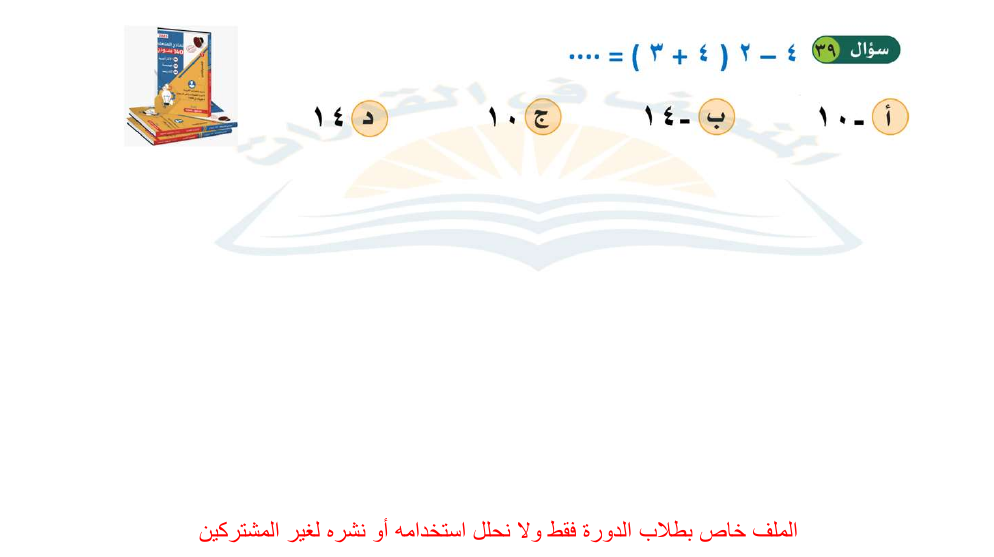 سؤال ٣٩ ٤ – ٢ ( ٤ + ٣ ) = ....
أ -١٠ ب -١٤ ج ١٠ د ١٤
الملف خاص بطلاب الدورة فقط ولا نحلل استخدامه أو نشره لغير المشتركين